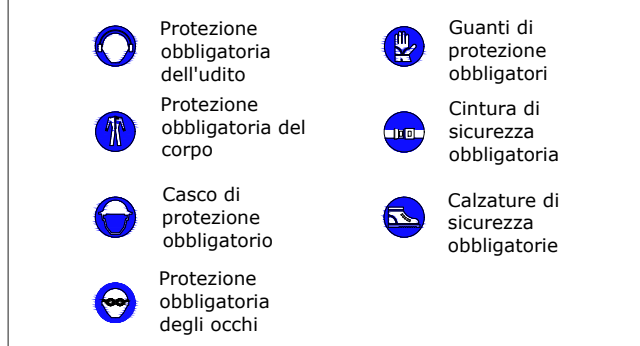 Protezione
obbligatoria
dell'udito
Protezione
obbligatoria del
corpo
Casco di
protezione
obbligatorio
Protezione
obbligatoria
degli occhi
Guanti di
protezione
obbligatori
Cintura di
sicurezza
obbligatoria
Calzature di
sicurezza
obbligatorie